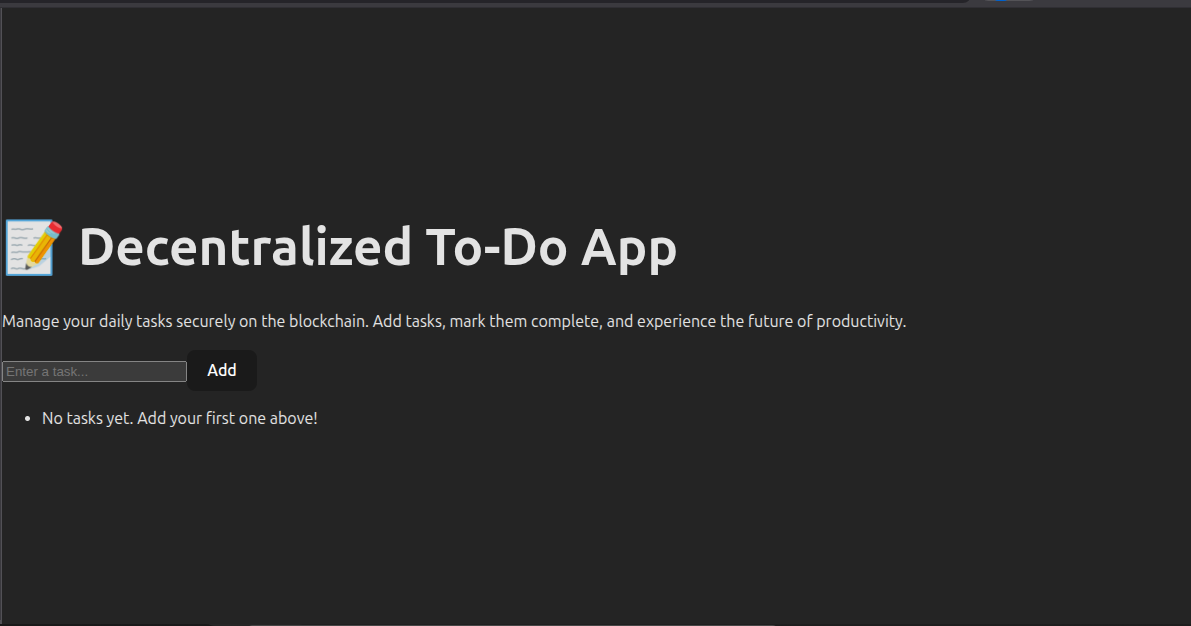 Decentralized To-Do App
Manage your daily tasks securely on the blockchain. Add tasks, mark them complete, and experience the future of productivity.
Enter a task...
Add
No tasks yet. Add your first one above!